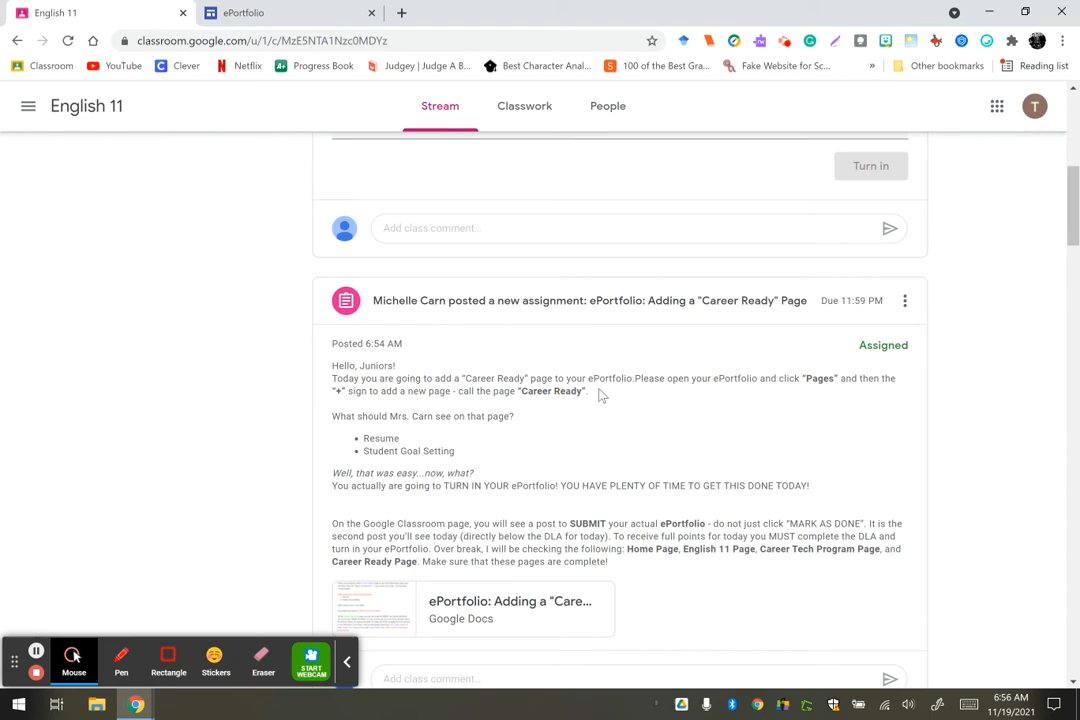 English 11
ePortfolio
classroom.google.com/u/1/c/MzE5NTA1Nzc0MDYz
Classroom
YouTube
Clever
Netflix
Progress Book
Judgey | Judge A B...
Best Character Anal...
100 of the Best Gra...
Fake Website for Sc...
»
Other bookmarks
Reading list
English 11
Stream
Classwork
People
T
Turn in
Add class comment...
Michelle Carn posted a new assignment: ePortfolio: Adding a "Career Ready" Page
Due 11:59 PM
Posted 6:54 AM
Assigned
Hello, Juniors!
Today you are going to add a "Career Ready" page to your ePortfolio.Please open your ePortfolio and click "Pages" and then the
"+" sign to add a new page - call the page "Career Ready".
What should Mrs. Carn see on that page?
• Resume
• Student Goal Setting
Well, that was easy...now, what?
You actually are going to TURN IN YOUR ePortfolio! YOU HAVE PLENTY OF TIME TO GET THIS DONE TODAY!
On the Google Classroom page, you will see a post to SUBMIT your actual ePortfolio - do not just click "MARK AS DONE". It is the
second post you'll see today (directly below the DLA for today). To receive full points for today you MUST complete the DLA and
turn in your ePortfolio. Over break, I will be checking the following: Home Page, English 11 Page, Career Tech Program Page, and
Career Ready Page. Make sure that these pages are complete!
ePortfolio: Adding a "Care...
Google Docs
Add class comment...
Mouse
Pen
Rectangle
Stickers
Eraser
START
WEBCAM
6:56 AM
11/19/2021